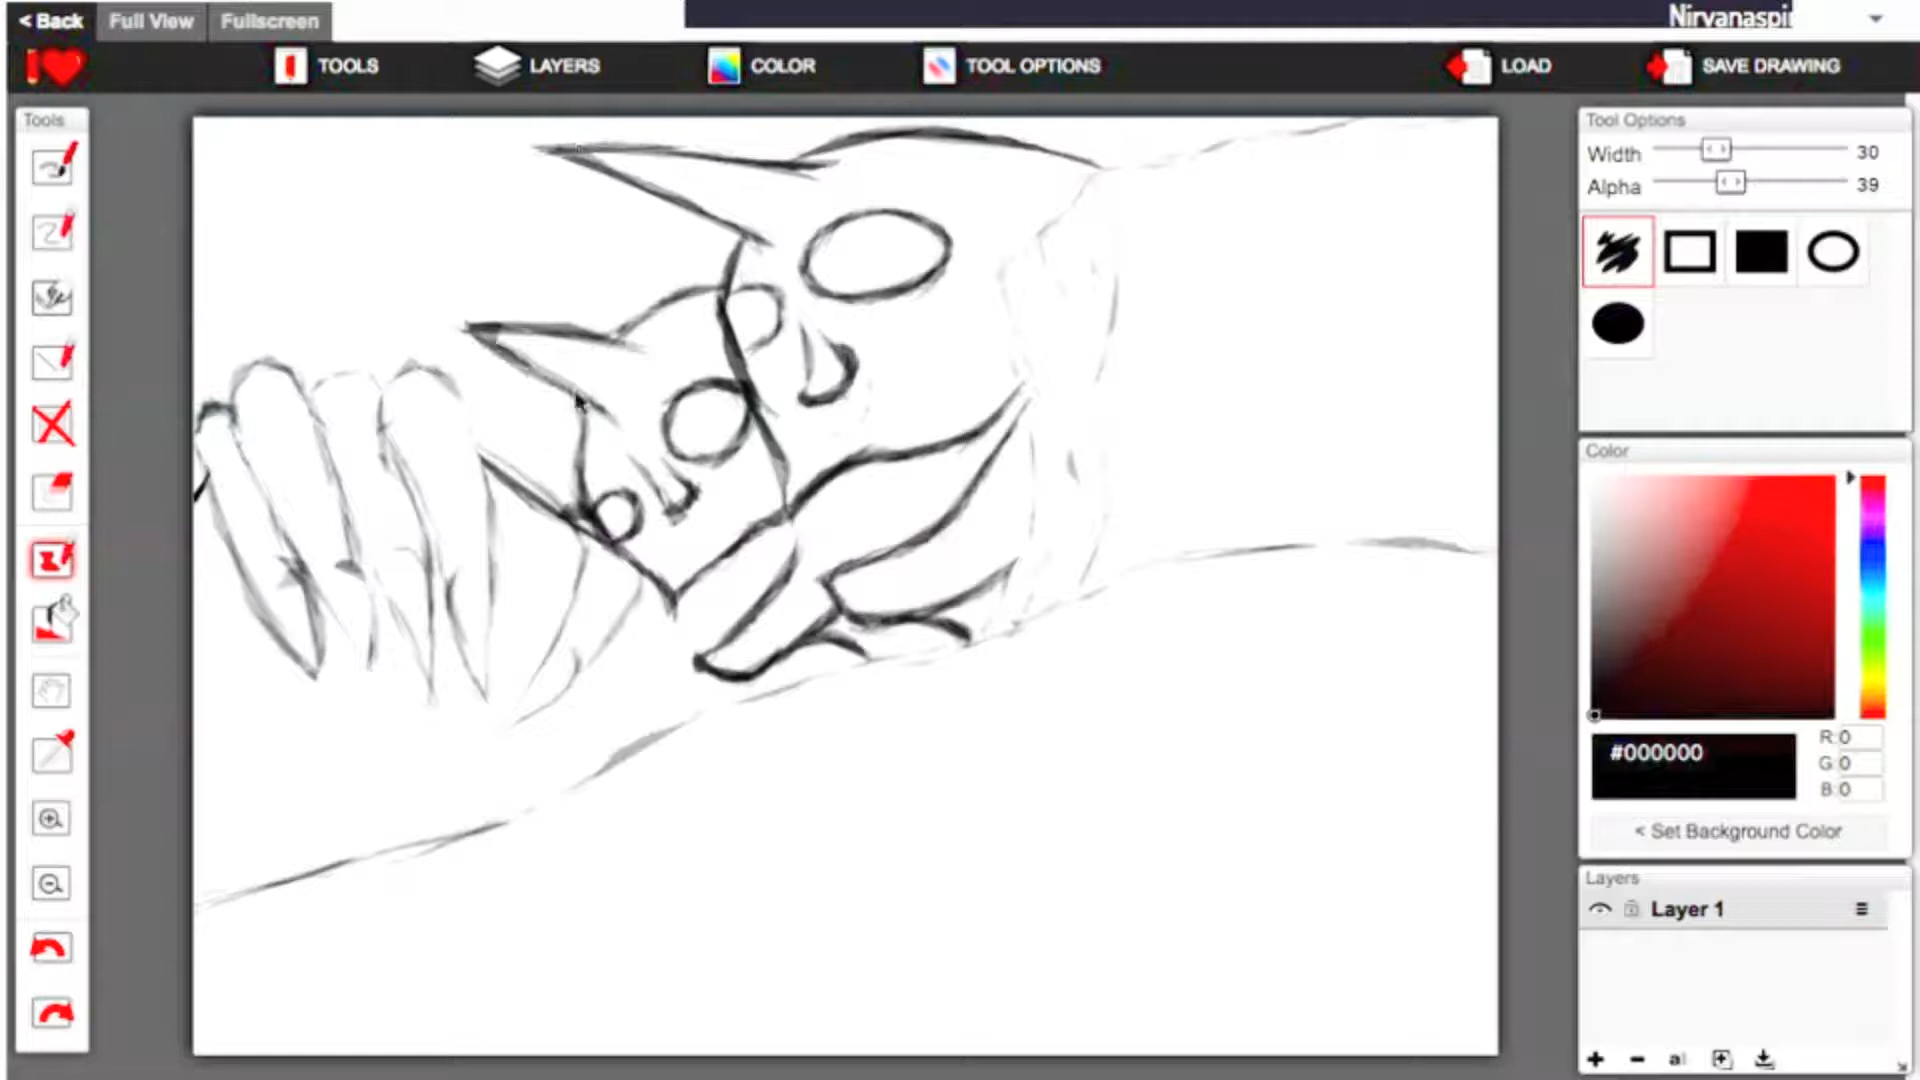 < Back Full View Fullscreen
Nirvanaspi
TOOLS LAYERS COLOR TOOL OPTIONS LOAD SAVE DRAWING
Tools
Tool Options
Width 30
Alpha 39
Color
#000000
R: 0
G: 0
B: 0
< Set Background Color
Layers
Layer 1
+ - a